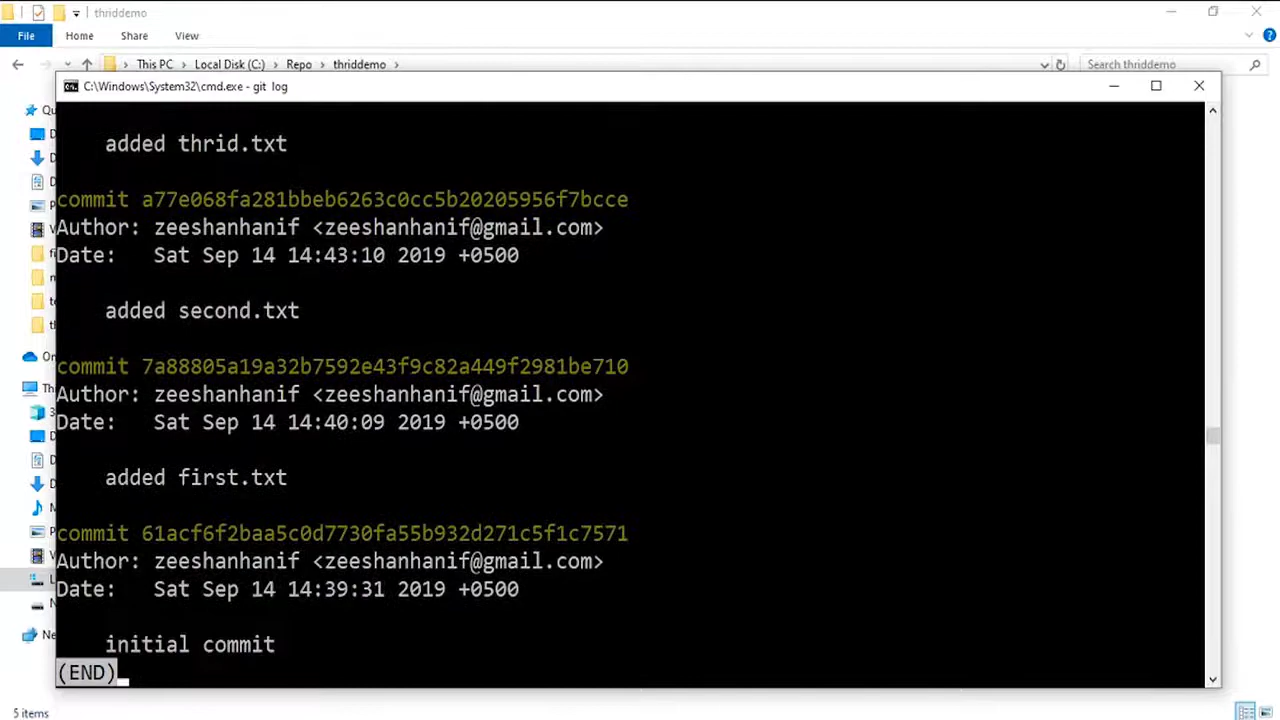 thriddemo
File Home Share View
This PC Local Disk (C:) Repo thriddemo
Search thriddemo
C:\Windows\System32\cmd.exe - git log
added thrid.txt
commit a77e068fa281bbeb6263c0cc5b20205956f7bcce
Author: zeeshanhanif <zeeshanhanif@gmail.com>
Date: Sat Sep 14 14:43:10 2019 +0500
added second.txt
commit 7a88805a19a32b7592e43f9c82a449f2981be710
Author: zeeshanhanif <zeeshanhanif@gmail.com>
Date: Sat Sep 14 14:40:09 2019 +0500
added first.txt
commit 61acf6f2baa5c0d7730fa55b932d271c5f1c7571
Author: zeeshanhanif <zeeshanhanif@gmail.com>
Date: Sat Sep 14 14:39:31 2019 +0500
initial commit
(END)
5 items